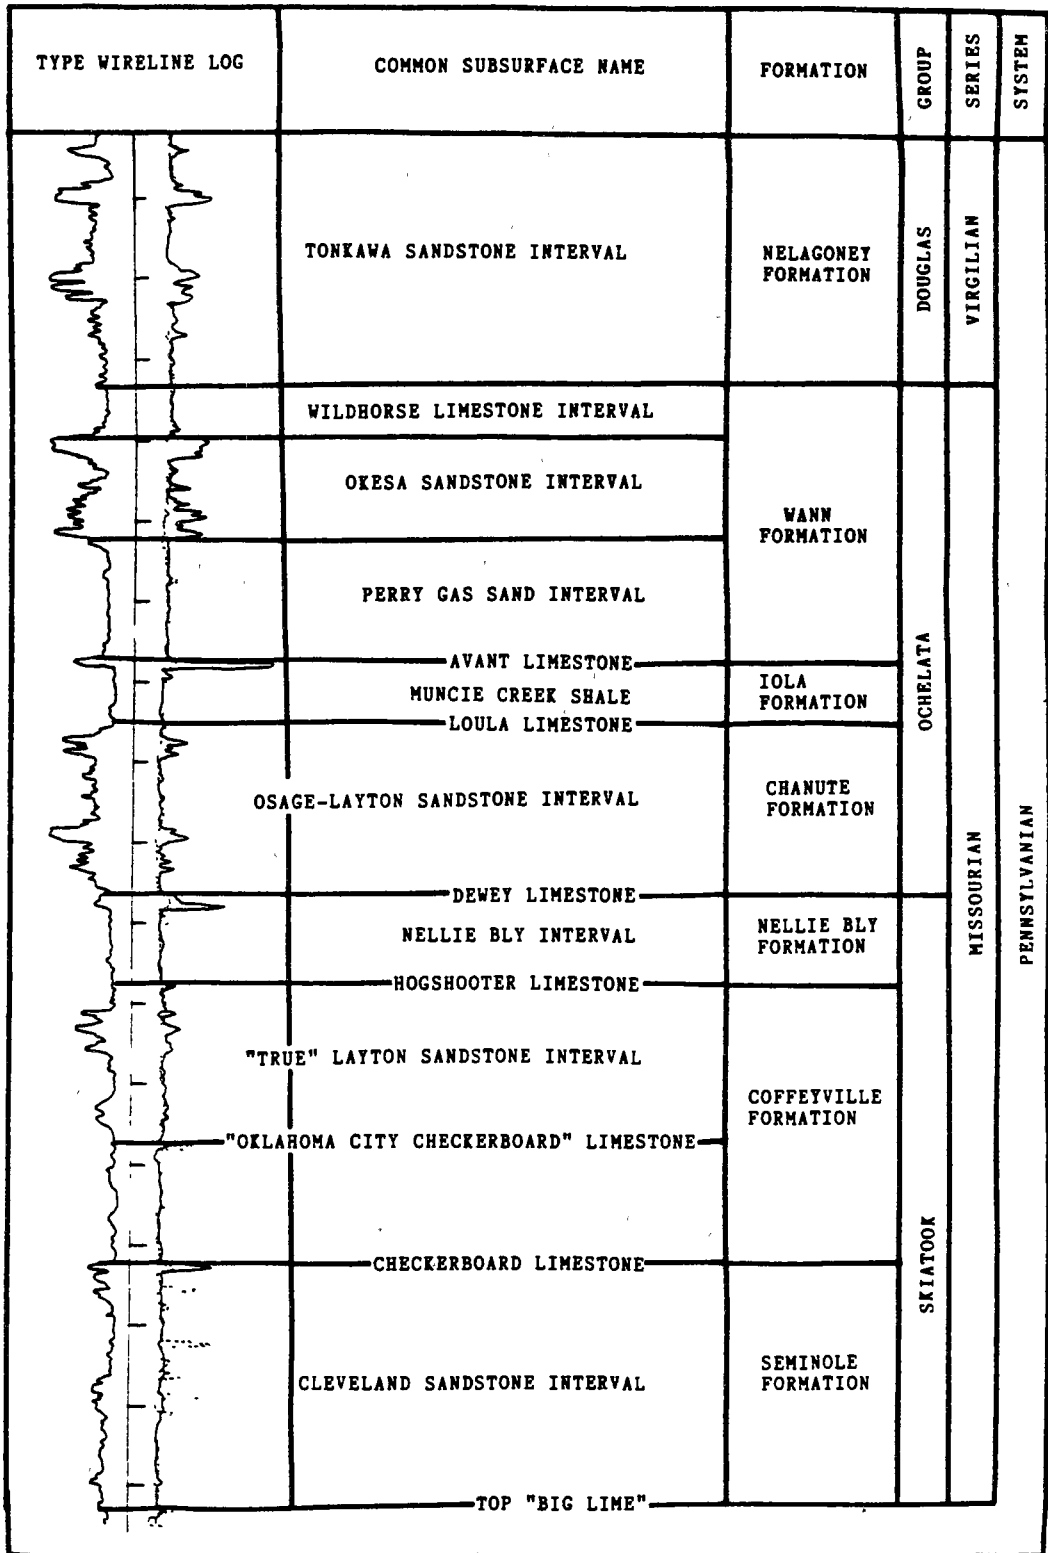 TYPE WIRELINE LOG
COMMON SUBSURFACE NAME
FORMATION
GROUP
SERIES
SYSTEM
TONKAWA SANDSTONE INTERVAL
NELAGONEY
FORMATION
DOUGLAS
VIRGILIAN
WILDHORSE LIMESTONE INTERVAL
OKESA SANDSTONE INTERVAL
WANN
FORMATION
PERRY GAS SAND INTERVAL
AVANT LIMESTONE
MUNCIE CREEK SHALE
IOLA
FORMATION
LOULA LIMESTONE
OCHELATA
OSAGE-LAYTON SANDSTONE INTERVAL
CHANUTE
FORMATION
DEWEY LIMESTONE
MISSOURIAN
PENNSYLVANIAN
NELLIE BLY INTERVAL
NELLIE BLY
FORMATION
HOGSHOOTER LIMESTONE
"TRUE" LAYTON SANDSTONE INTERVAL
COFFEYVILLE
FORMATION
"OKLAHOMA CITY CHECKERBOARD" LIMESTONE
CHECKERBOARD LIMESTONE
SKIATOOK
CLEVELAND SANDSTONE INTERVAL
SEMINOLE
FORMATION
TOP "BIG LIME"